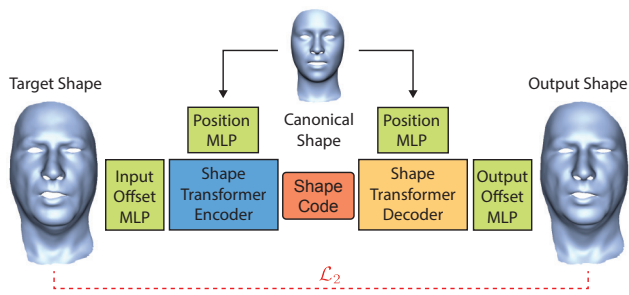 Target Shape
Output Shape
Position
MLP
Canonical
Shape
Position
MLP
Input
Offset
MLP
Shape
Transformer
Encoder
Shape
Code
Shape
Transformer
Decoder
Output
Offset
MLP
ℒ₂